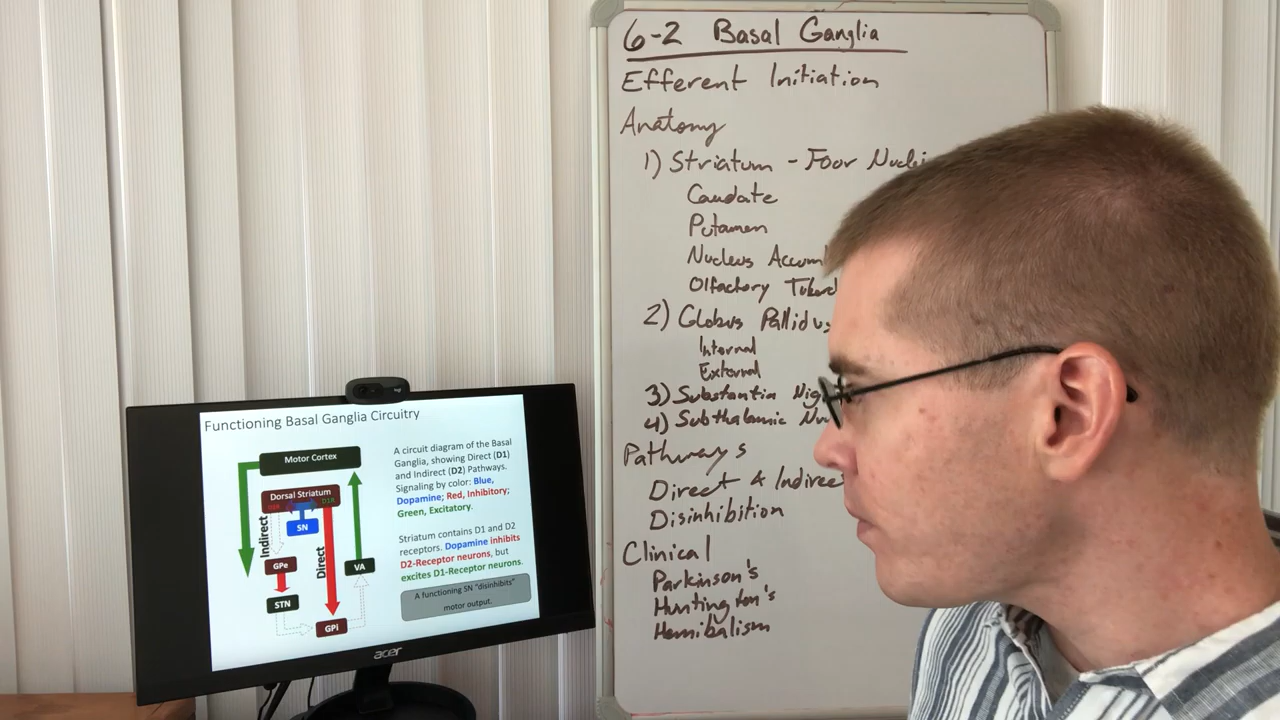 6-2 Basal Ganglia
Efferent Initiation
Anatomy
1) Striatum - Four Nuclei
Caudate
Putamen
Nucleus
Olfactory
2) Globus Pallidus
Internal
External
3) Substantia
4) Subthalamic
Pathways
Direct & Indirect
Disinhibition
Clinical
Parkinson's
Huntington's
Hemibalism
Functioning Basal Ganglia Circuitry
Motor Cortex
Dorsal Striatum
D1R
SN
Indirect
Direct
GPe
VA
STN
GPi
A circuit diagram of the Basal
Ganglia, showing Direct (D1)
and Indirect (D2) Pathways.
Signaling by color: Blue,
Dopamine; Red, Inhibitory;
Green, Excitatory.
Striatum contains D1 and D2
receptors. Dopamine inhibits
D2-Receptor neurons, but
excites D1-Receptor neurons.
A functioning SN "disinhibits"
motor output.
acer